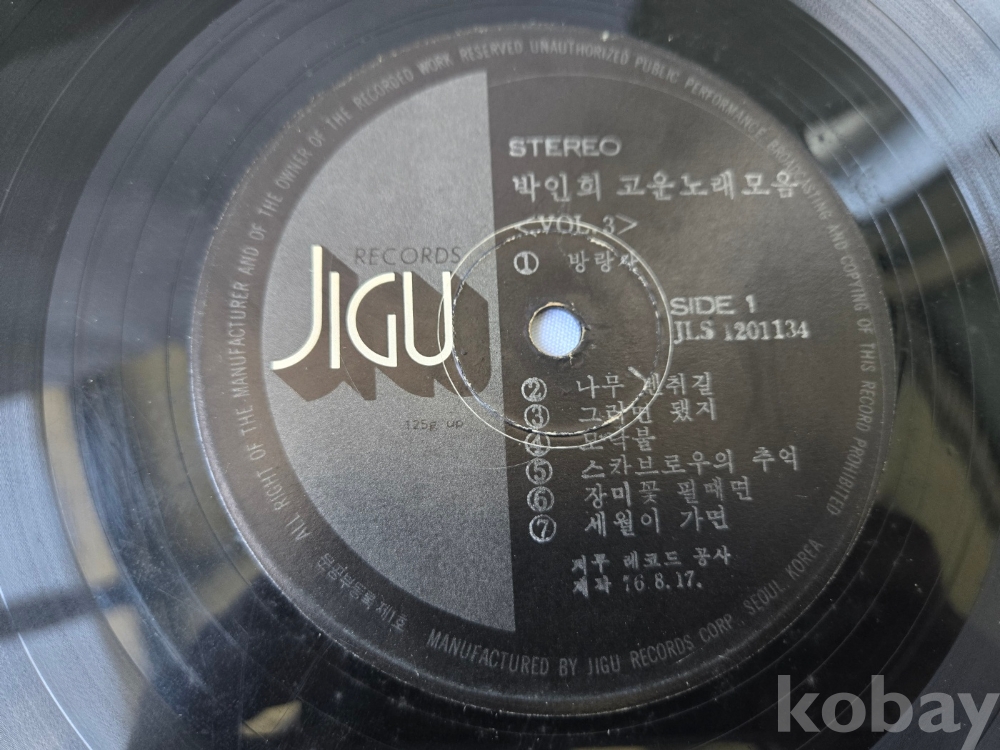 ALL RIGHT OF THE MANUFACTURER AND OF THE OWNER OF THE RECORDED WORK RESERVED UNAUTHORIZED PUBLIC PERFORMANCE BROADCASTING AND COPYING OF THIS RECORD PROHIBITED
STEREO
박인희 고운노래모음
<VOL. 3>
RECORDS
JIGU
125g up
① 방랑자
SIDE 1
JLS 1201134
② 나무 벤취길
③ 그러면 됐지
④ 모닥불
⑤ 스카브로우의 추억
⑥ 장미꽃 필때면
⑦ 세월이 가면
지구 레코드 공사
제작 76.8.17.
MANUFACTURED BY JIGU RECORDS CORP. SEOUL. KOREA
kobay